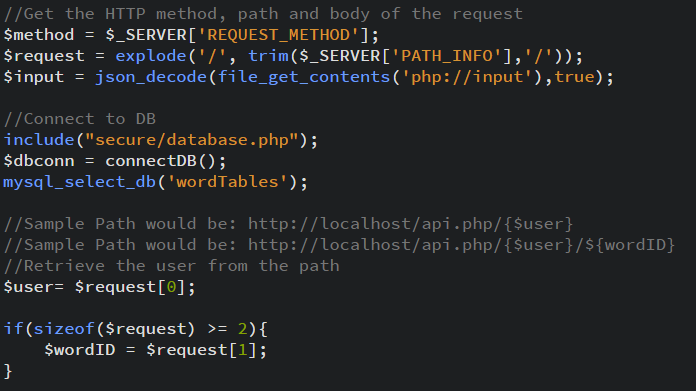 //Get the HTTP method, path and body of the request
$method = $_SERVER['REQUEST_METHOD'];
$request = explode('/', trim($_SERVER['PATH_INFO'],'/'));
$input = json_decode(file_get_contents('php://input'),true);
//Connect to DB
include("secure/database.php");
$dbconn = connectDB();
mysql_select_db('wordTables');
//Sample Path would be: http://localhost/api.php/{$user}
//Sample Path would be: http://localhost/api.php/{$user}/${wordID}
//Retrieve the user from the path
$user= $request[0];
if(sizeof($request) >= 2){
    $wordID = $request[1];
}